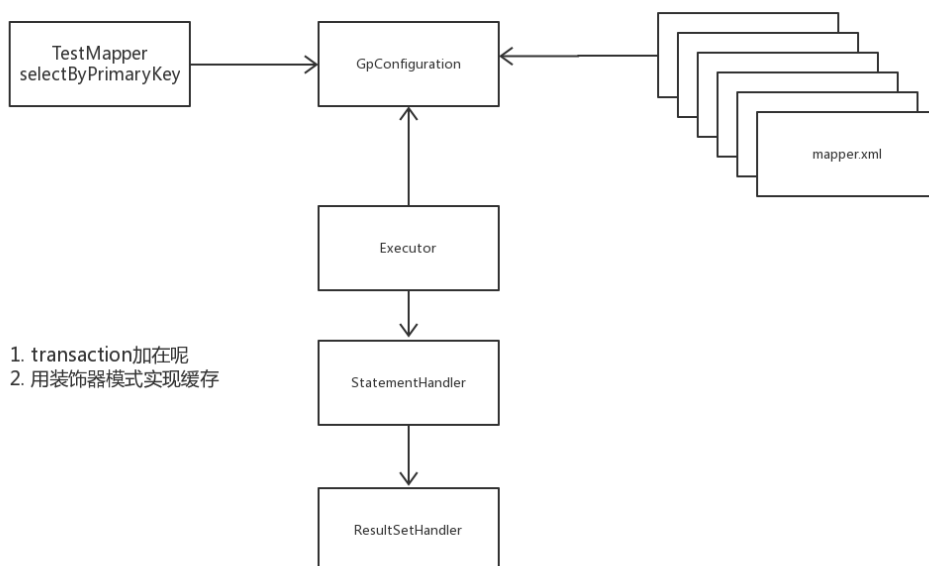 TestMapper
selectByPrimaryKey
GpConfiguration
mapper.xml
Executor
1. transaction加在呢
2. 用装饰器模式实现缓存
StatementHandler
ResultSetHandler